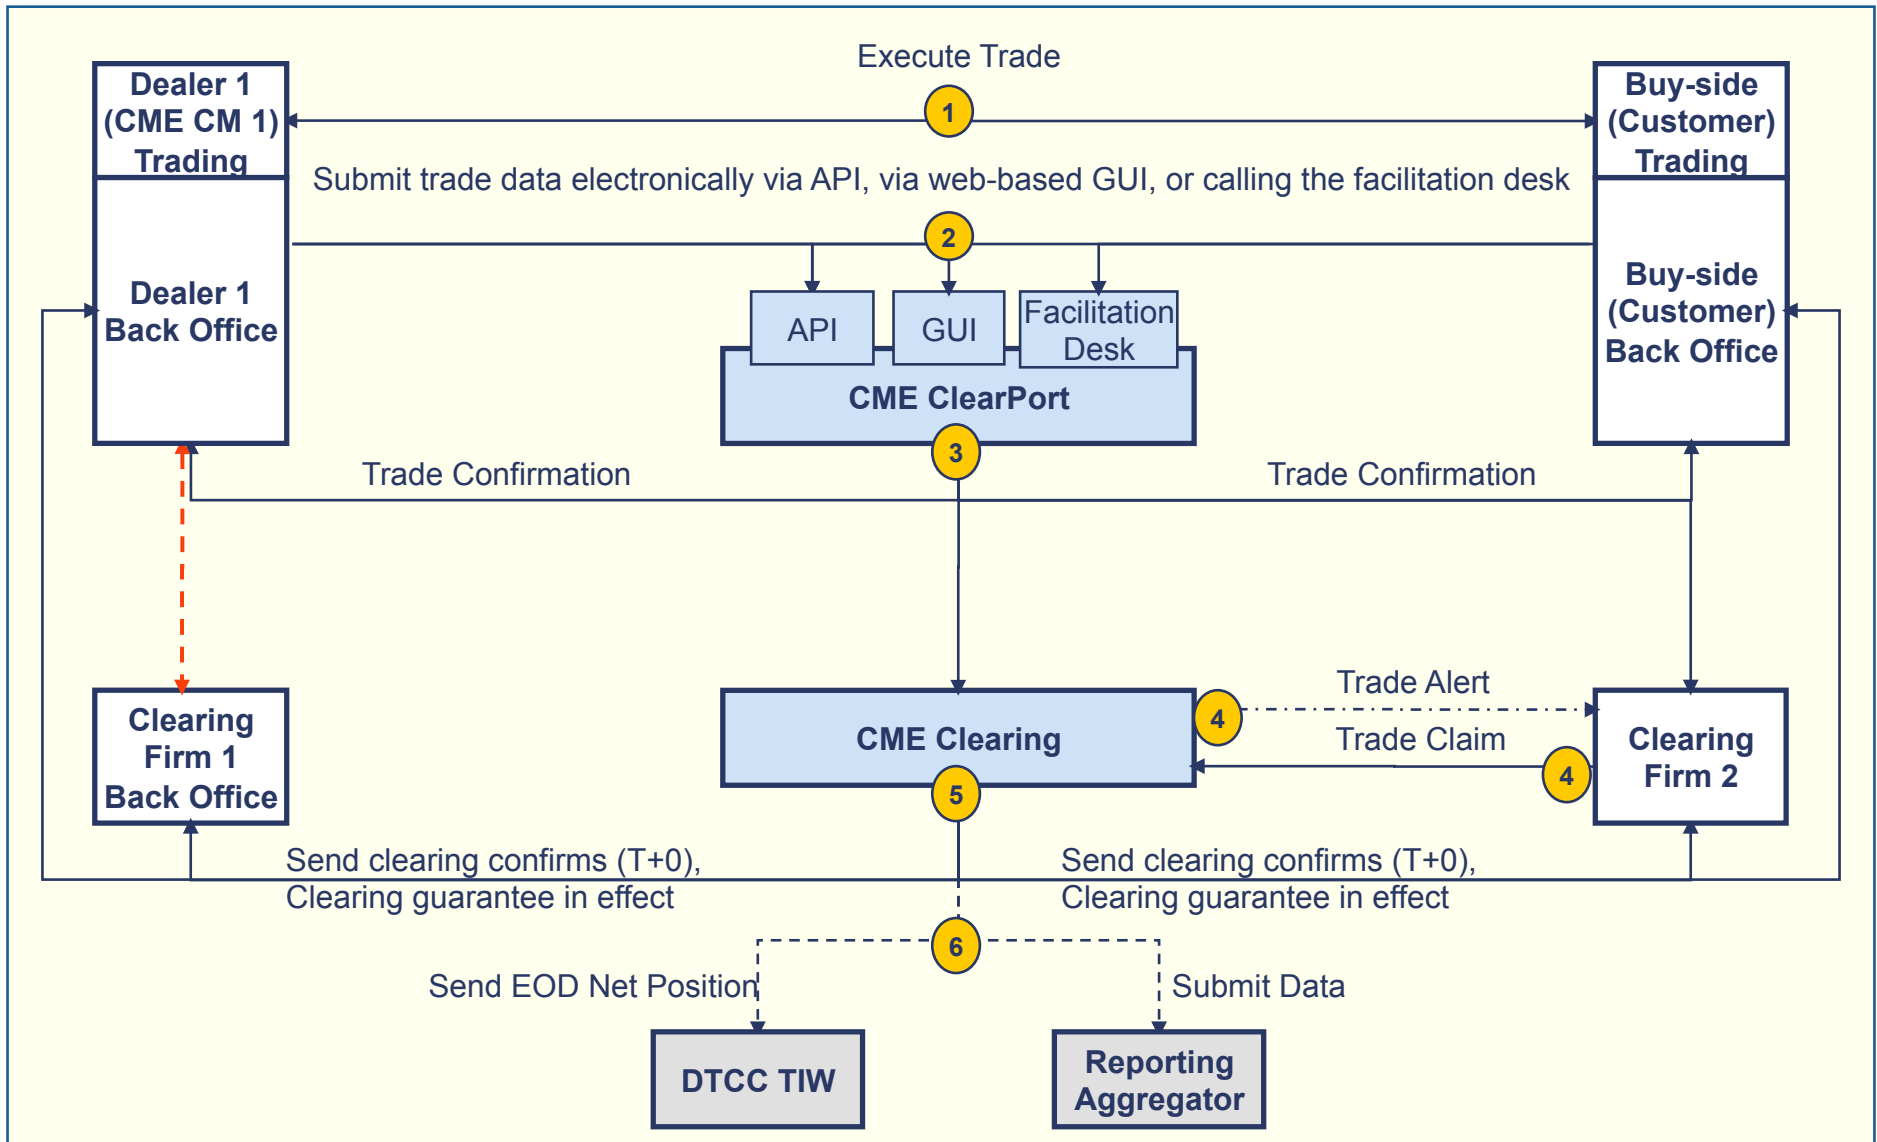 Execute Trade
Dealer 1
(CME CM 1)
Trading
1
Buy-side
(Customer)
Trading
Submit trade data electronically via API, via web-based GUI, or calling the facilitation desk
2
Dealer 1
Back Office
API
GUI
Facilitation
Desk
Buy-side
(Customer)
Back Office
CME ClearPort
3
Trade Confirmation
Trade Confirmation
Clearing
Firm 1
Back Office
CME Clearing
4
Trade Alert
Trade Claim
4
Clearing
Firm 2
5
Send clearing confirms (T+0),
Clearing guarantee in effect
Send clearing confirms (T+0),
Clearing guarantee in effect
6
Send EOD Net Position
Submit Data
DTCC TIW
Reporting
Aggregator